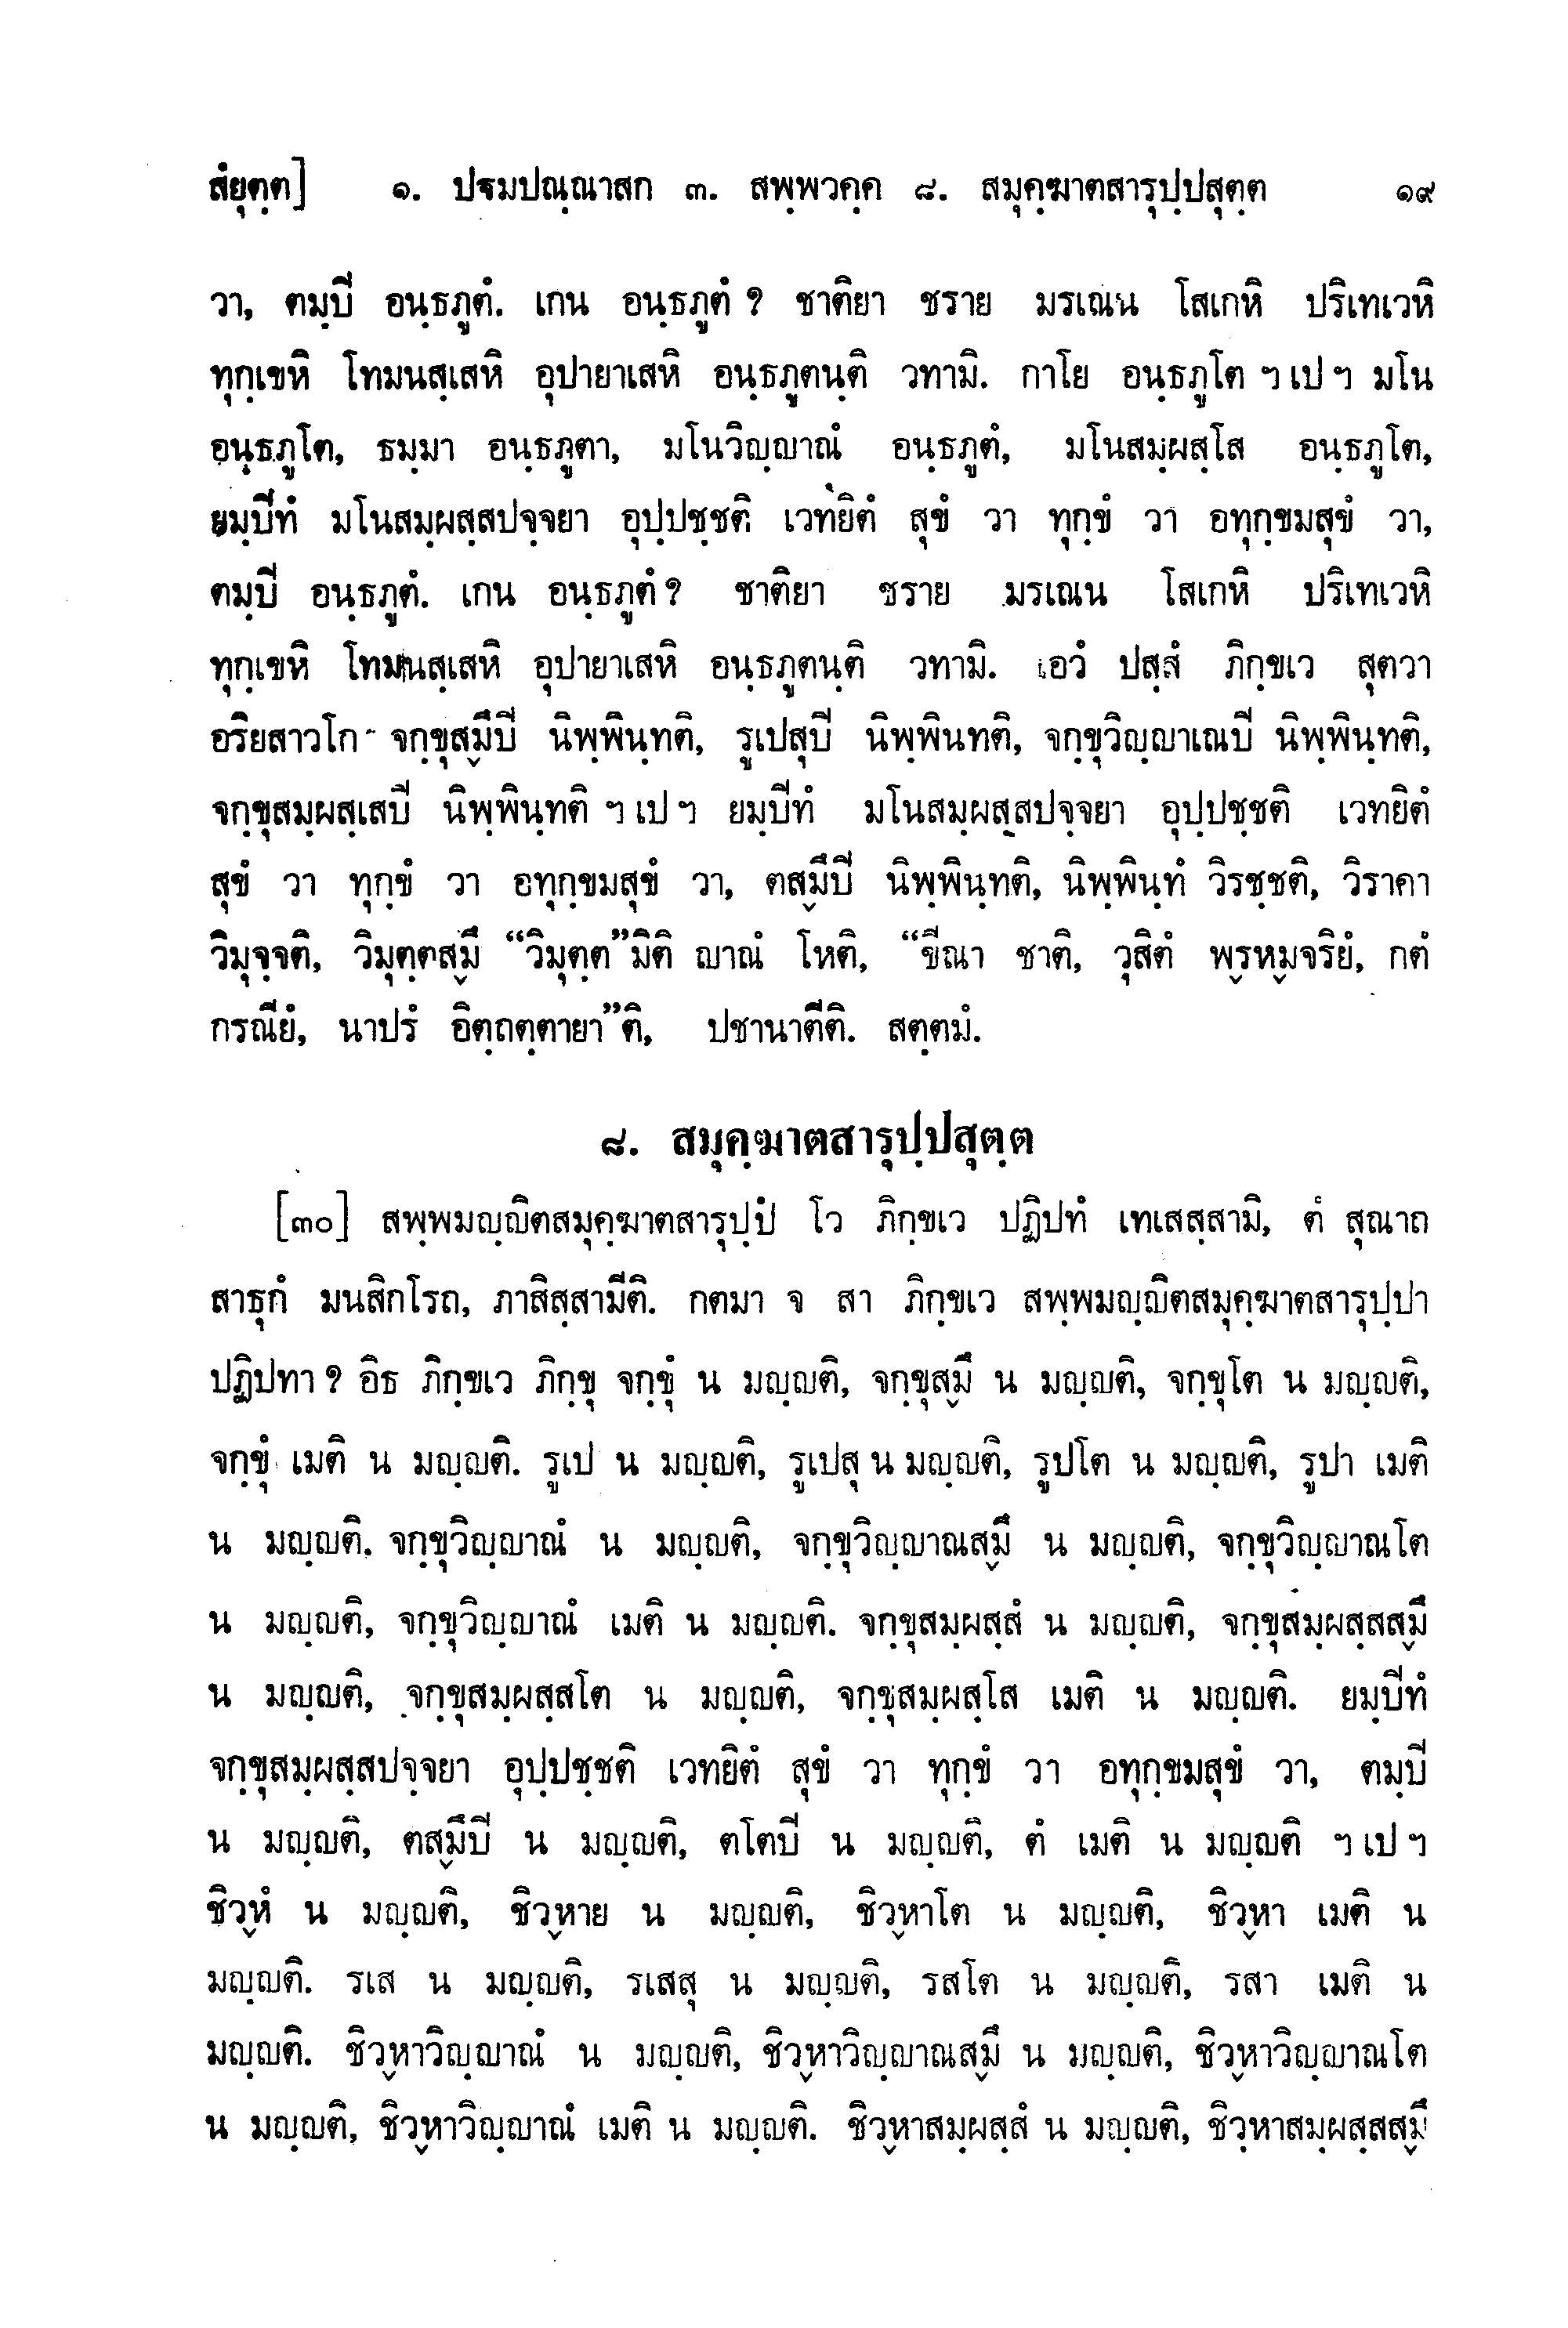 สํยุตฺต] ๑. ปฐมปณฺณาสก ๓. สพฺพวคฺค ๘. สมุคฺฆาตสารุปฺปสุตฺต ๑๙
วา, ตมฺปี อนฺธภูตํ. เกน อนฺธภูตํ ? ชาติยา ชราย มรเณน โสเกหิ ปริเทเวหิ
ทุกฺเขหิ โทมนสฺเสหิ อุปายาเสหิ อนฺธภูตนฺติ วทามิ. กาโย อนฺธภูโต ฯ เป ฯ มโน
อนฺธภูโต, ธมฺมา อนฺธภูตา, มโนวิญฺญาณํ อนฺธภูตํ, มโนสมฺผสฺโส อนฺธภูโต,
ยมฺปีทํ มโนสมฺผสฺสปจฺจยา อุปฺปชฺชติ เวทยิตํ สุขํ วา ทุกฺขํ วา อทุกฺขมสุขํ วา,
ตมฺปี อนฺธภูตํ. เกน อนฺธภูตํ ? ชาติยา ชราย มรเณน โสเกหิ ปริเทเวหิ
ทุกฺเขหิ โทมนสฺเสหิ อุปายาเสหิ อนฺธภูตนฺติ วทามิ. เอวํ ปสฺสํ ภิกฺขเว สุตวา
อริยสาวโก จกฺขุสฺมึปี นิพฺพินฺทติ, รูเปสุปี นิพฺพินทติ, จกฺขุวิญฺญาเณปี นิพฺพินฺทติ,
จกฺขุสมฺผสฺเสปี นิพฺพินฺทติ ฯ เป ฯ ยมฺปีทํ มโนสมฺผสฺสปจฺจยา อุปฺปชฺชติ เวทยิตํ
สุขํ วา ทุกฺขํ วา อทุกฺขมสุขํ วา, ตสฺมึปี นิพฺพินฺทติ, นิพฺพินฺทํ วิรชฺชติ, วิราคา
วิมุจฺจติ, วิมุตฺตสฺมึ “วิมุตฺต”มิติ ญาณํ โหติ, “ขีณา ชาติ, วุสิตํ พฺรหฺมจริยํ, กตํ
กรณียํ, นาปรํ อิตฺถตฺตายา”ติ, ปชานาตีติ. สตฺตมํ.
๘. สมุคฺฆาตสารุปฺปสุตฺต
[๓๐] สพฺพมญฺญิตสมุคฺฆาตสารุปฺปํ โว ภิกฺขเว ปฏิปทํ เทเสสฺสามิ, ตํ สุณาถ
สาธุกํ มนสิกโรถ, ภาสิสฺสามีติ. กตมา จ สา ภิกฺขเว สพฺพมญฺญิตสมุคฺฆาตสารุปฺปา
ปฏิปทา ? อิธ ภิกฺขเว ภิกฺขุ จกฺขุํ น มญฺญติ, จกฺขุสฺมึ น มญฺญติ, จกฺขุโต น มญฺญติ,
จกฺขุํ เมติ น มญฺญติ. รูเป น มญฺญติ, รูเปสุ น มญฺญติ, รูปโต น มญฺญติ, รูปา เมติ
น มญฺญติ. จกฺขุวิญฺญาณํ น มญฺญติ, จกฺขุวิญฺญาณสฺมึ น มญฺญติ, จกฺขุวิญฺญาณโต
น มญฺญติ, จกฺขุวิญฺญาณํ เมติ น มญฺญติ. จกฺขุสมฺผสฺสํ น มญฺญติ, จกฺขุสมฺผสฺสสฺมึ
น มญฺญติ, จกฺขุสมฺผสฺสโต น มญฺญติ, จกฺขุสมฺผสฺโส เมติ น มญฺญติ. ยมฺปีทํ
จกฺขุสมฺผสฺสปจฺจยา อุปฺปชฺชติ เวทยิตํ สุขํ วา ทุกฺขํ วา อทุกฺขมสุขํ วา, ตมฺปี
น มญฺญติ, ตสฺมึปี น มญฺญติ, ตโตปี น มญฺญติ, ตํ เมติ น มญฺญติ ฯ เป ฯ
ชิวฺหํ น มญฺญติ, ชิวฺหาย น มญฺญติ, ชิวฺหาโต น มญฺญติ, ชิวฺหา เมติ น
มญฺญติ. รเส น มญฺญติ, รเสสุ น มญฺญติ, รสโต น มญฺญติ, รสา เมติ น
มญฺญติ. ชิวฺหาวิญฺญาณํ น มญฺญติ, ชิวฺหาวิญฺญาณสฺมึ น มญฺญติ, ชิวฺหาวิญฺญาณโต
น มญฺญติ, ชิวฺหาวิญฺญาณํ เมติ น มญฺญติ. ชิวฺหาสมฺผสฺสํ น มญฺญติ, ชิวฺหาสมฺผสฺสสฺมึ